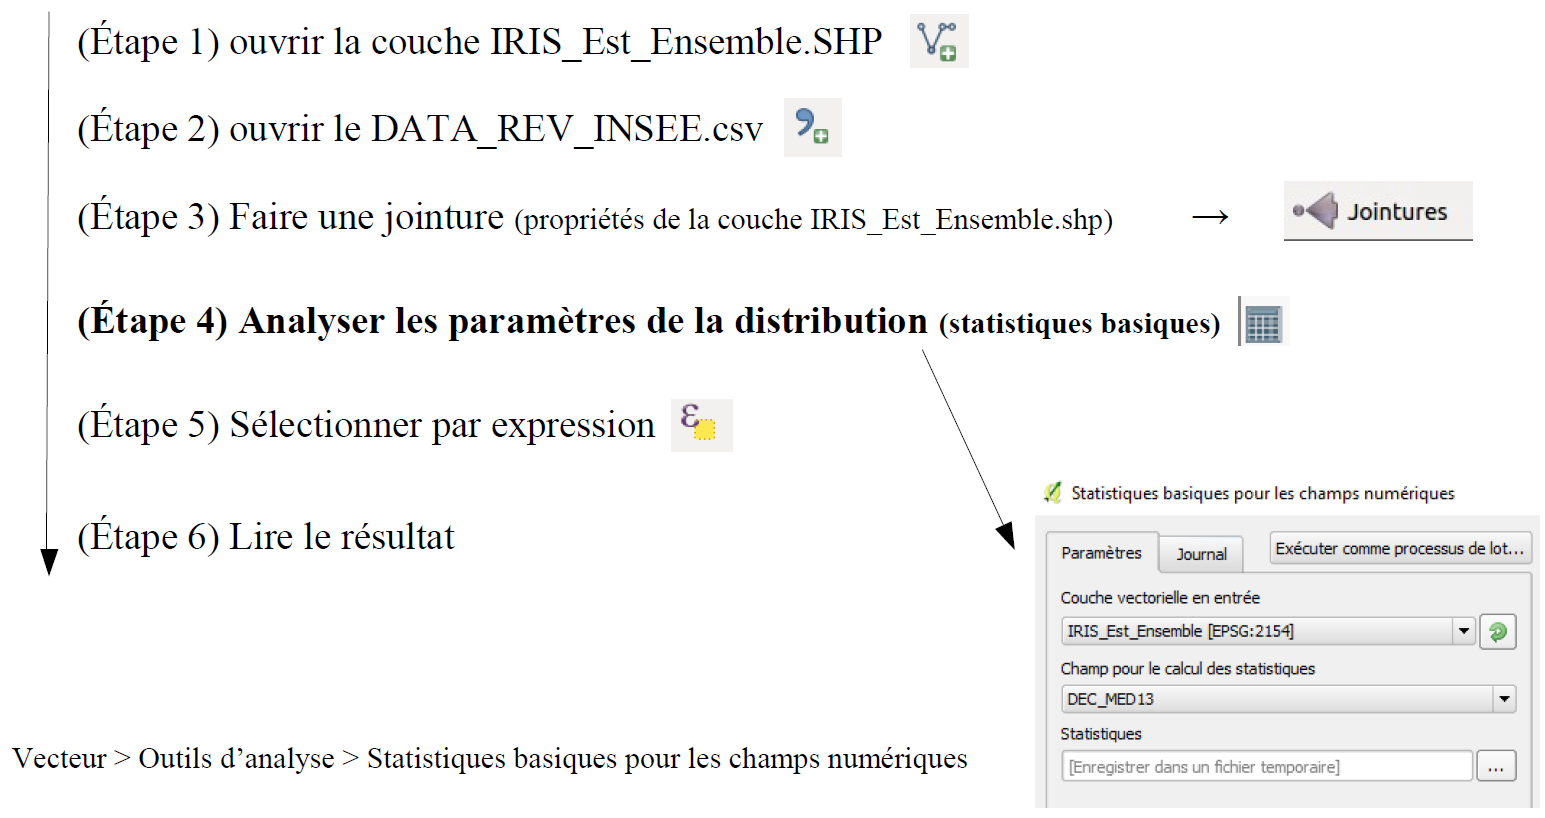 (Étape 1) ouvrir la couche IRIS_Est_Ensemble.SHP
(Étape 2) ouvrir le DATA_REV_INSEE.csv
(Étape 3) Faire une jointure (propriétés de la couche IRIS_Est_Ensemble.shp) → Jointures
(Étape 4) Analyser les paramètres de la distribution (statistiques basiques)
(Étape 5) Sélectionner par expression
(Étape 6) Lire le résultat
Statistiques basiques pour les champs numériques
Paramètres Journal Exécuter comme processus de lot...
Couche vectorielle en entrée
IRIS_Est_Ensemble [EPSG:2154]
Champ pour le calcul des statistiques
DEC_MED13
Statistiques
[Enregistrer dans un fichier temporaire] ...
Vecteur > Outils d’analyse > Statistiques basiques pour les champs numériques